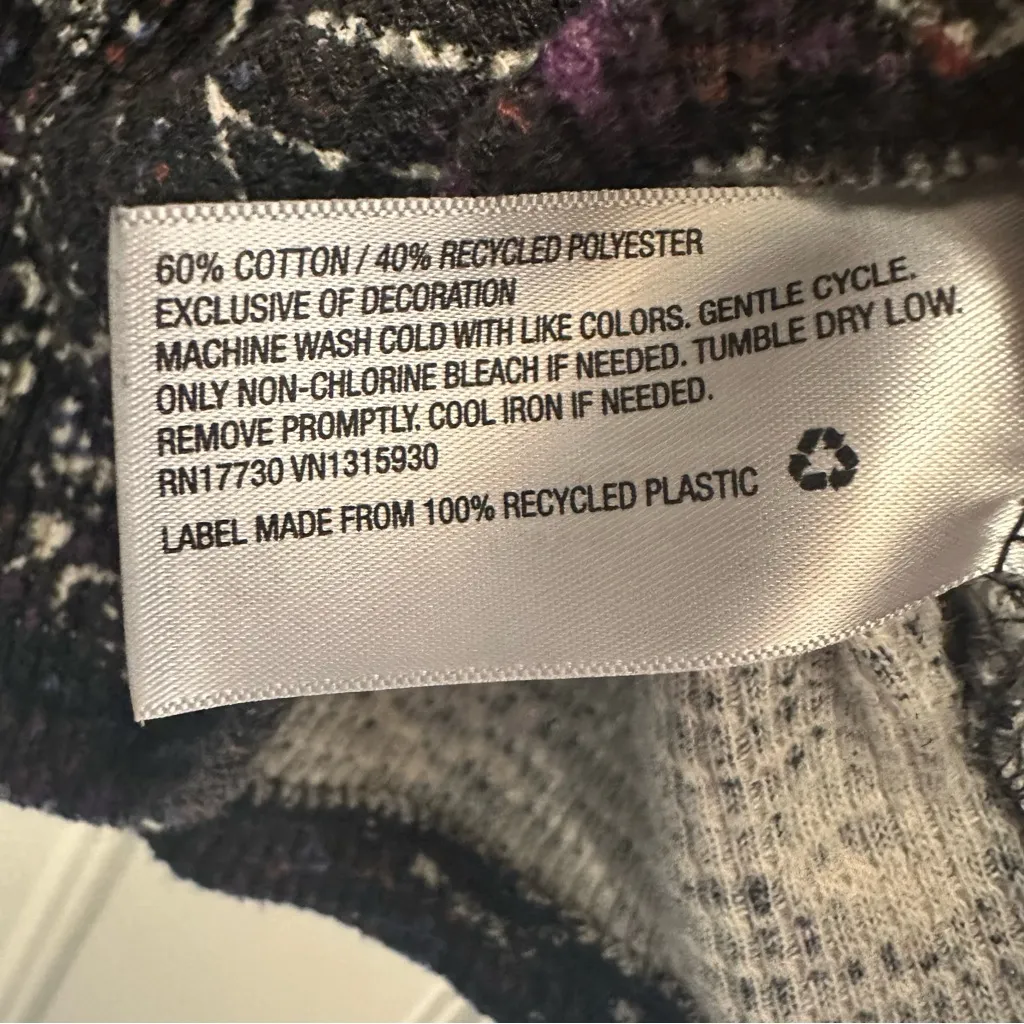 60% COTTON / 40% RECYCLED POLYESTER
EXCLUSIVE OF DECORATION
MACHINE WASH COLD WITH LIKE COLORS. GENTLE CYCLE.
ONLY NON-CHLORINE BLEACH IF NEEDED. TUMBLE DRY LOW.
REMOVE PROMPTLY. COOL IRON IF NEEDED.
RN17730 VN1315930
LABEL MADE FROM 100% RECYCLED PLASTIC